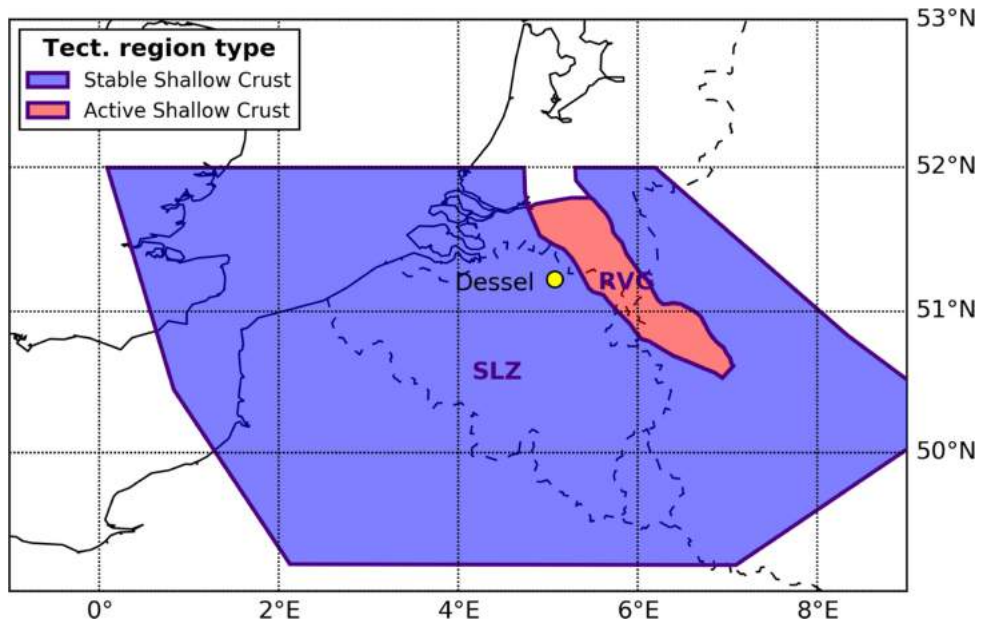 Tect. region type
Stable Shallow Crust
Active Shallow Crust
53°N
52°N
Dessel
RVG
51°N
SLZ
50°N
0°
2°E
4°E
6°E
8°E